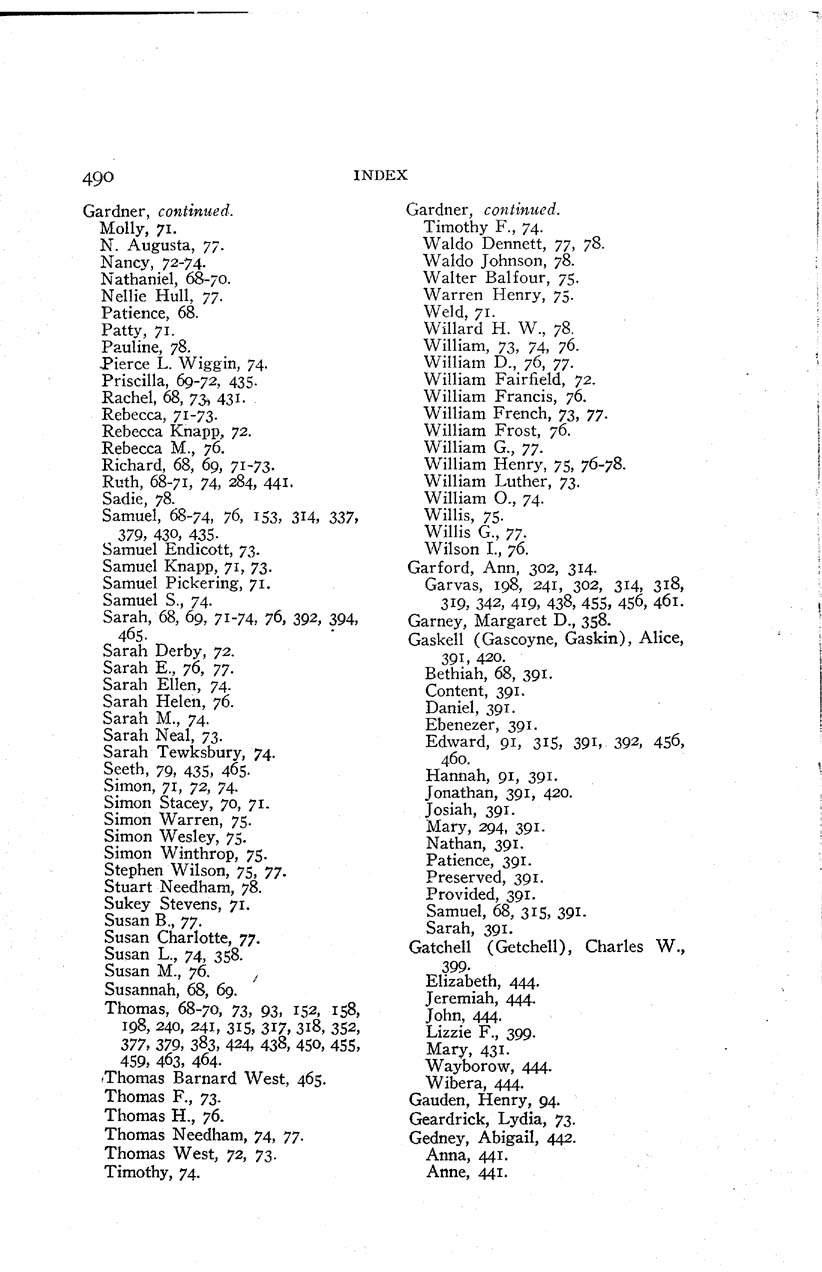 490
INDEX
Gardner, continued.
Molly, 71.
N. Augusta, 77.
Nancy, 72-74.
Nathaniel, 68-70.
Nellie Hull, 77.
Patience, 68.
Patty, 71.
Pauline, 78.
Pierce L. Wiggin, 74.
Priscilla, 69-72, 435.
Rachel, 68, 73, 431.
Rebecca, 71-73.
Rebecca Knapp, 72.
Rebecca M., 76.
Richard, 68, 69, 71-73.
Ruth, 68-71, 74, 284, 441.
Sadie, 78.
Samuel, 68-74, 76, 153, 314, 337,
379, 430, 435.
Samuel Endicott, 73.
Samuel Knapp, 71, 73.
Samuel Pickering, 71.
Samuel S., 74.
Sarah, 68, 69, 71-74, 76, 392, 394,
465.
Sarah Derby, 72.
Sarah E., 76, 77.
Sarah Ellen, 74.
Sarah Helen, 76.
Sarah M., 74.
Sarah Neal, 73.
Sarah Tewksbury, 74.
Seeth, 79, 435, 465.
Simon, 71, 72, 74.
Simon Stacey, 70, 71.
Simon Warren, 75.
Simon Wesley, 75.
Simon Winthrop, 75.
Stephen Wilson, 75, 77.
Stuart Needham, 78.
Sukey Stevens, 71.
Susan B., 77.
Susan Charlotte, 77.
Susan L., 74, 358.
Susan M., 76.
Susannah, 68, 69.
Thomas, 68-70, 73, 93, 152, 158,
198, 240, 241, 315, 317, 318, 352,
377, 379, 383, 424, 438, 450, 455,
459, 463, 464.
Thomas Barnard West, 465.
Thomas F., 73.
Thomas H., 76.
Thomas Needham, 74, 77.
Thomas West, 72, 73.
Timothy, 74.
Gardner, continued.
Timothy F., 74.
Waldo Dennett, 77, 78.
Waldo Johnson, 78.
Walter Balfour, 75.
Warren Henry, 75.
Weld, 71.
Willard H. W., 78.
William, 73, 74, 76.
William D., 76, 77.
William Fairfield, 72.
William Francis, 76.
William French, 73, 77.
William Frost, 76.
William G., 77.
William Henry, 75, 76-78.
William Luther, 73.
William O., 74.
Willis, 75.
Willis G., 77.
Wilson I., 76.
Garford, Ann, 302, 314.
Garvas, 198, 241, 302, 314, 318,
319, 342, 419, 438, 455, 456, 461.
Garney, Margaret D., 358.
Gaskell (Gascoyne, Gaskin), Alice,
391, 420.
Bethiah, 68, 391.
Content, 391.
Daniel, 391.
Ebenezer, 391.
Edward, 91, 315, 391, 392, 456,
460.
Hannah, 91, 391.
Jonathan, 391, 420.
Josiah, 391.
Mary, 294, 391.
Nathan, 391.
Patience, 391.
Preserved, 391.
Provided, 391.
Samuel, 68, 315, 391.
Sarah, 391.
Gatchell (Getchell), Charles W.,
399.
Elizabeth, 444.
Jeremiah, 444.
John, 444.
Lizzie F., 399.
Mary, 431.
Wayborow, 444.
Wibera, 444.
Gauden, Henry, 94.
Geardrick, Lydia, 73.
Gedney, Abigail, 442.
Anna, 441.
Anne, 441.